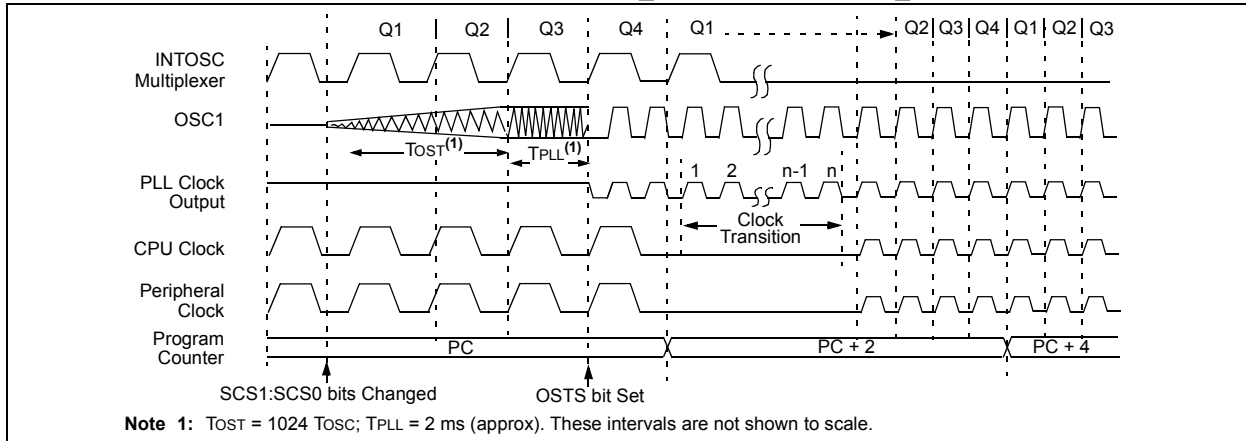 Q1 Q2 Q3 Q4 Q1 Q2 Q3 Q4 Q1 Q2 Q3
INTOSC
Multiplexer
OSC1
TOST(1) TPLL(1)
1 2 n-1 n
PLL Clock
Output
Clock
Transition
CPU Clock
Peripheral
Clock
Program
Counter
PC PC + 2 PC + 4
SCS1:SCS0 bits Changed OSTS bit Set
Note 1: TOST = 1024 TOSC; TPLL = 2 ms (approx). These intervals are not shown to scale.